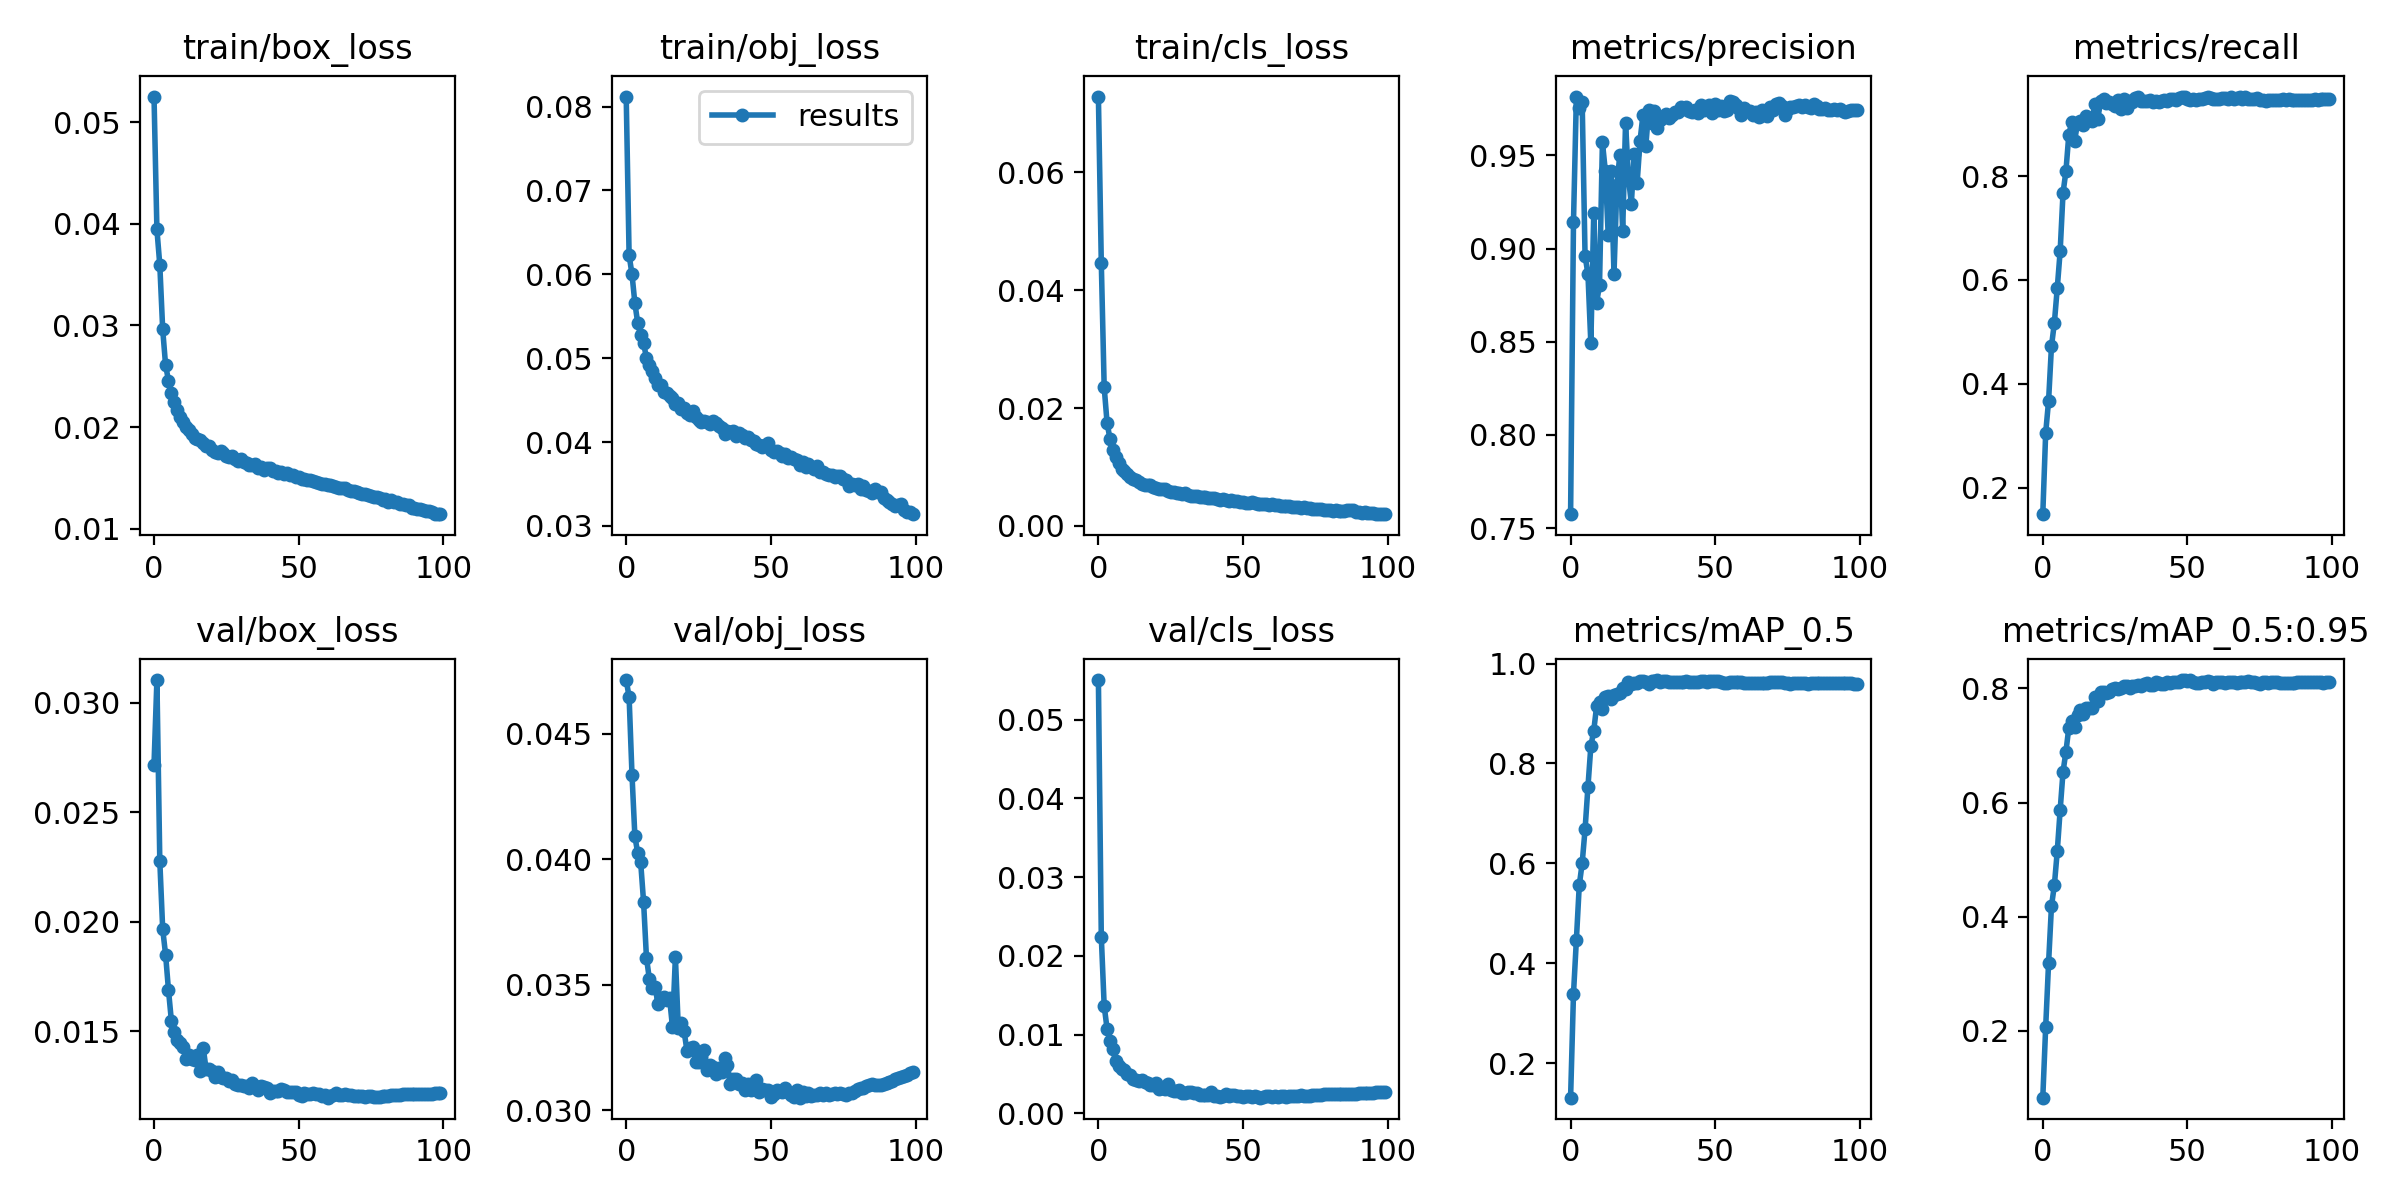 train/box_loss
0.05
0.04
0.03
0.02
0.01
0 50 100
train/obj_loss
results
0.08
0.07
0.06
0.05
0.04
0.03
0 50 100
train/cls_loss
0.06
0.04
0.02
0.00
0 50 100
metrics/precision
0.95
0.90
0.85
0.80
0.75
0 50 100
metrics/recall
0.8
0.6
0.4
0.2
0 50 100
val/box_loss
0.030
0.025
0.020
0.015
0 50 100
val/obj_loss
0.045
0.040
0.035
0.030
0 50 100
val/cls_loss
0.05
0.04
0.03
0.02
0.01
0.00
0 50 100
metrics/mAP_0.5
1.0
0.8
0.6
0.4
0.2
0 50 100
metrics/mAP_0.5:0.95
0.8
0.6
0.4
0.2
0 50 100